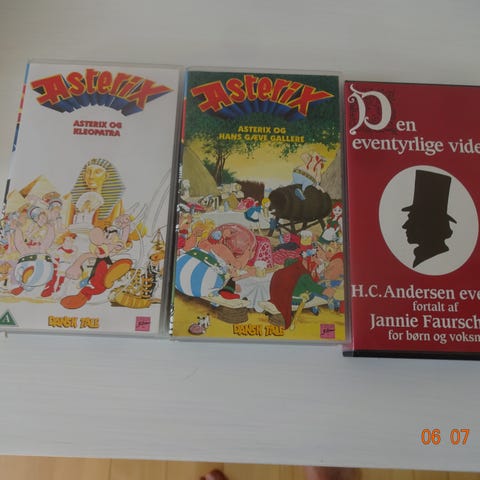 Asterix
ASTERIX OG
KLEOPATRA
A
DANSK TALE
Asterix
ASTERIX OG
HANS GÆVE GALLERE
DANSK TALE
Den
eventyrlige vide
H.C. Andersen eve
fortalt af
Jannie Faursch
for børn og voksn
06 07